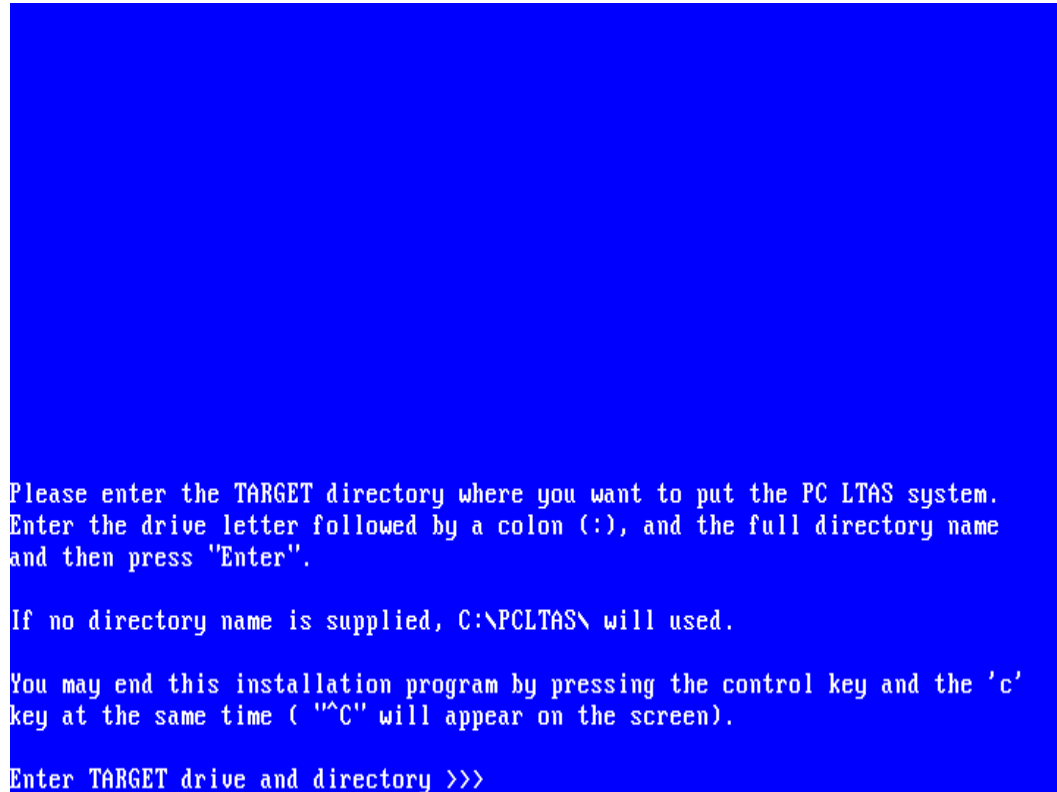 Please enter the TARGET directory where you want to put the PC LTAS system.
Enter the drive letter followed by a colon (:), and the full directory name
and then press "Enter".
If no directory name is supplied, C:\PCLTAS\ will used.
You may end this installation program by pressing the control key and the 'c'
key at the same time ( "^C" will appear on the screen).
Enter TARGET drive and directory >>>